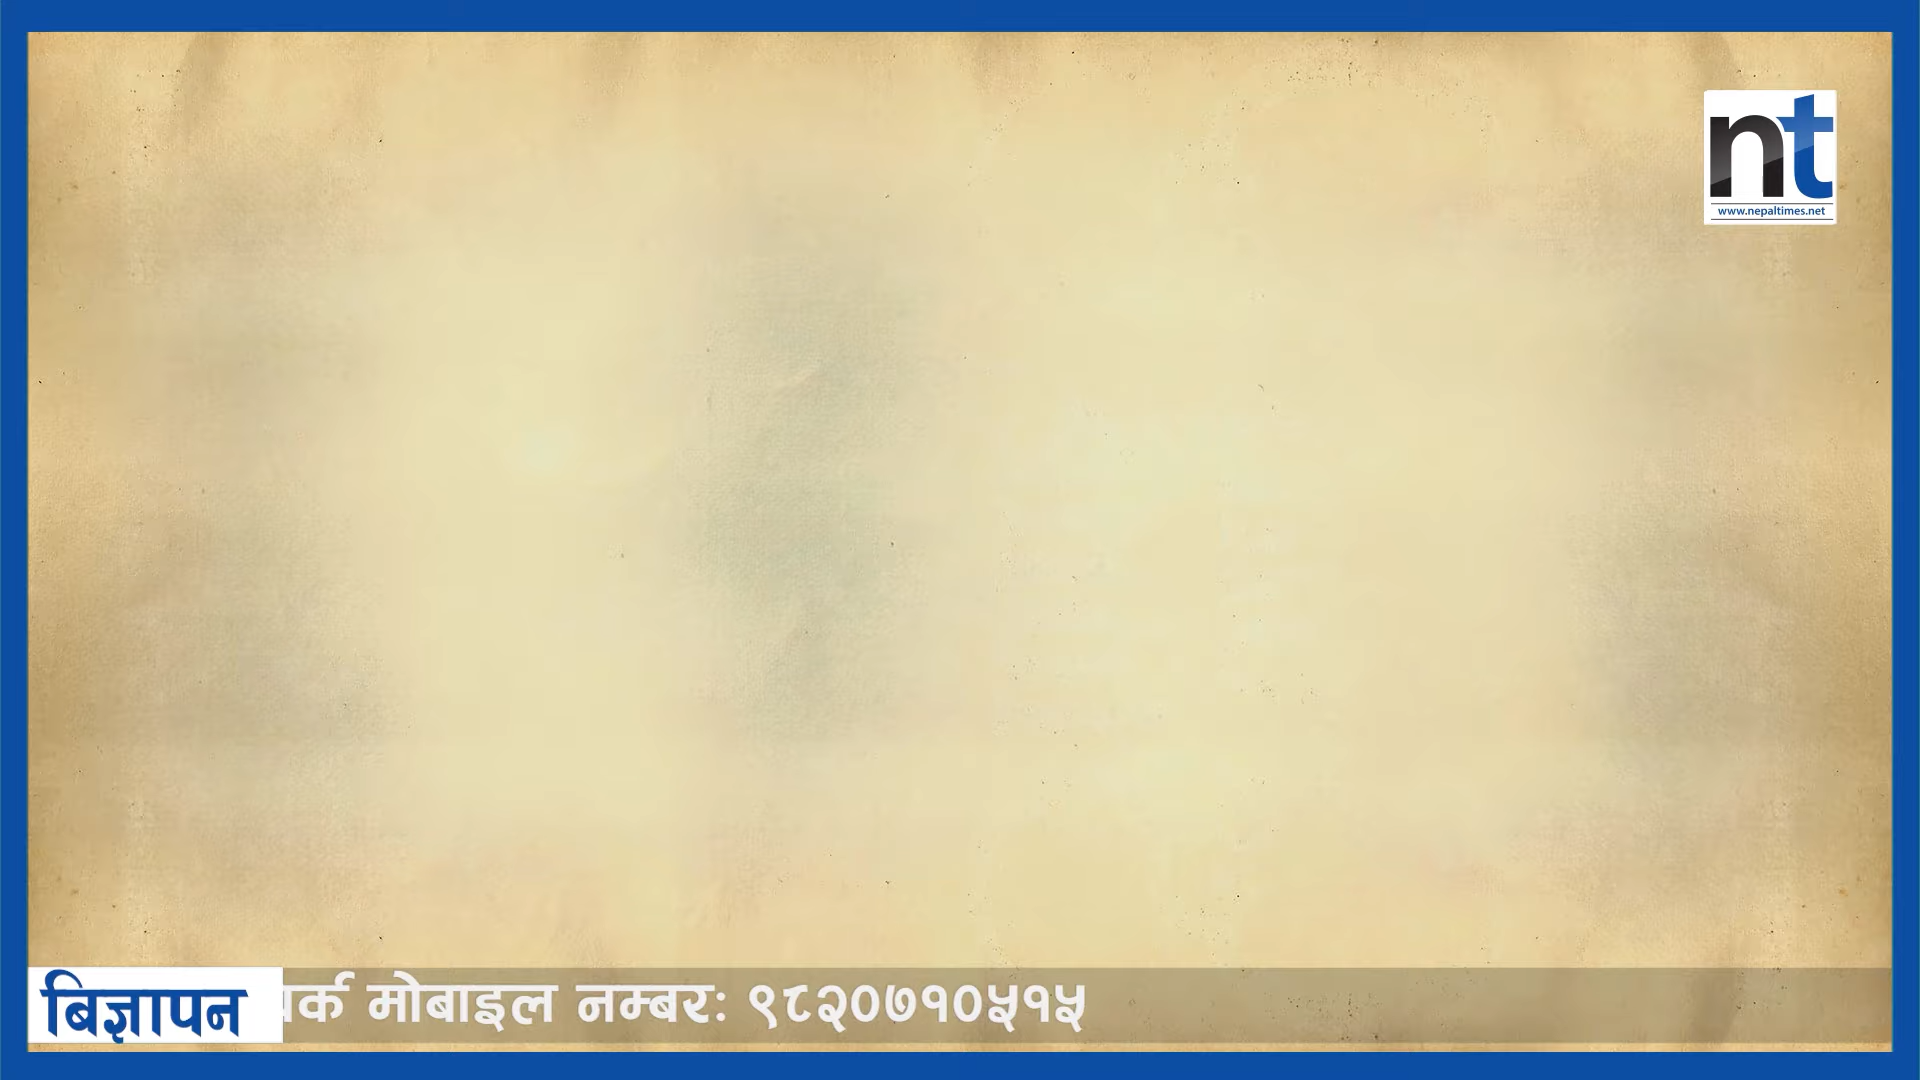 nt
www.nepaltimes.net
बिज्ञापन
मोबाइल नम्बरः ९८२०७१०५१५